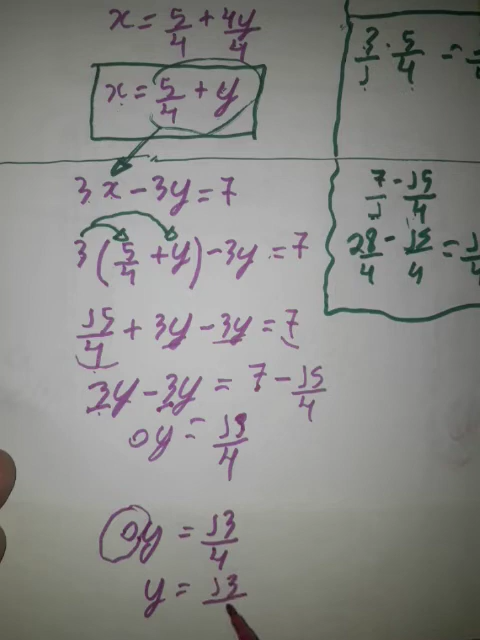 x = 5/4 + 4y/4
x = 5/4 + y
3x - 3y = 7
3(5/4 + y) - 3y = 7
15/4 + 3y - 3y = 7
3y - 3y = 7 - 15/4
0y = 13/4
0y = 13/4
y = 13/
3/1 · 5/4 =
7/1 - 15/4
28/4 - 15/4 =